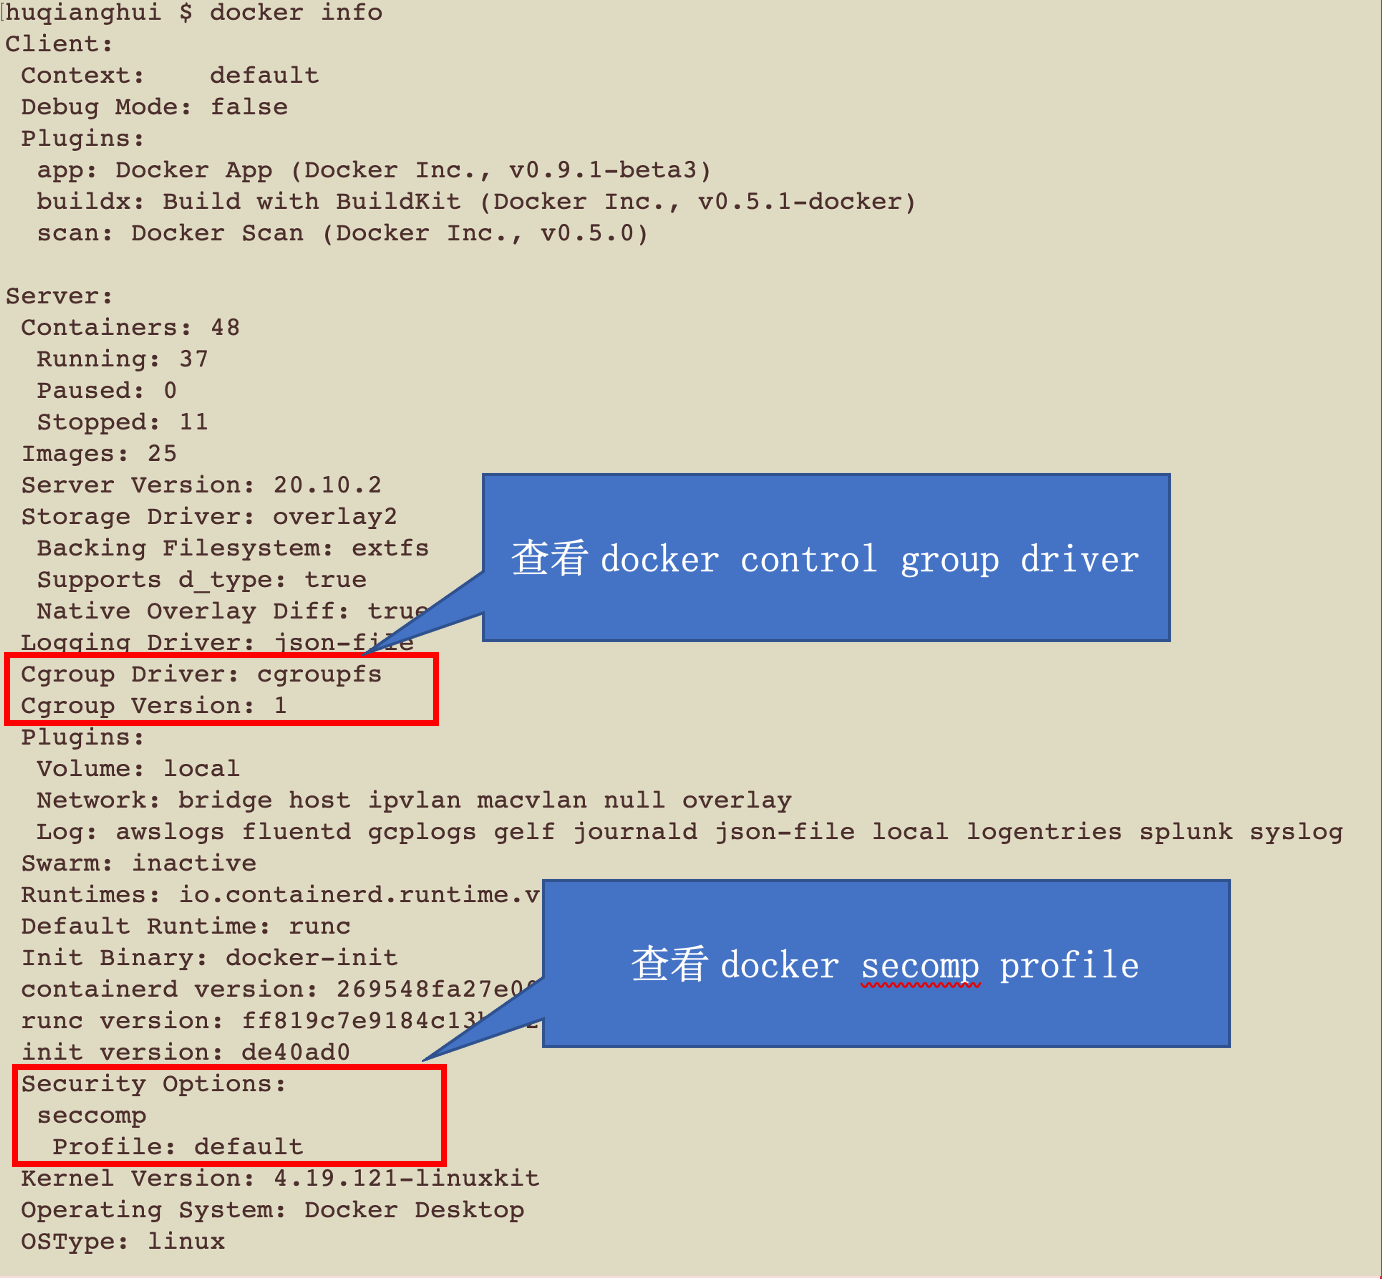 huqianghui $ docker info
Client:
Context: default
Debug Mode: false
Plugins:
app: Docker App (Docker Inc., v0.9.1-beta3)
buildx: Build with BuildKit (Docker Inc., v0.5.1-docker)
scan: Docker Scan (Docker Inc., v0.5.0)
Server:
Containers: 48
Running: 37
Paused: 0
Stopped: 11
Images: 25
Server Version: 20.10.2
Storage Driver: overlay2
Backing Filesystem: extfs
Supports d_type: true
Native Overlay Diff: true
查看 docker control group driver
Logging Driver: json-file
Cgroup Driver: cgroupfs
Cgroup Version: 1
Plugins:
Volume: local
Network: bridge host ipvlan macvlan null overlay
Log: awslogs fluentd gcplogs gelf journald json-file local logentries splunk syslog
Swarm: inactive
Runtimes: io.containerd.runtime.v
Default Runtime: runc
Init Binary: docker-init
查看 docker secomp profile
containerd version: 269548fa27e0
runc version: ff819c7e9184c13
init version: de40ad0
Security Options:
seccomp
Profile: default
Kernel Version: 4.19.121-linuxkit
Operating System: Docker Desktop
OSType: linux